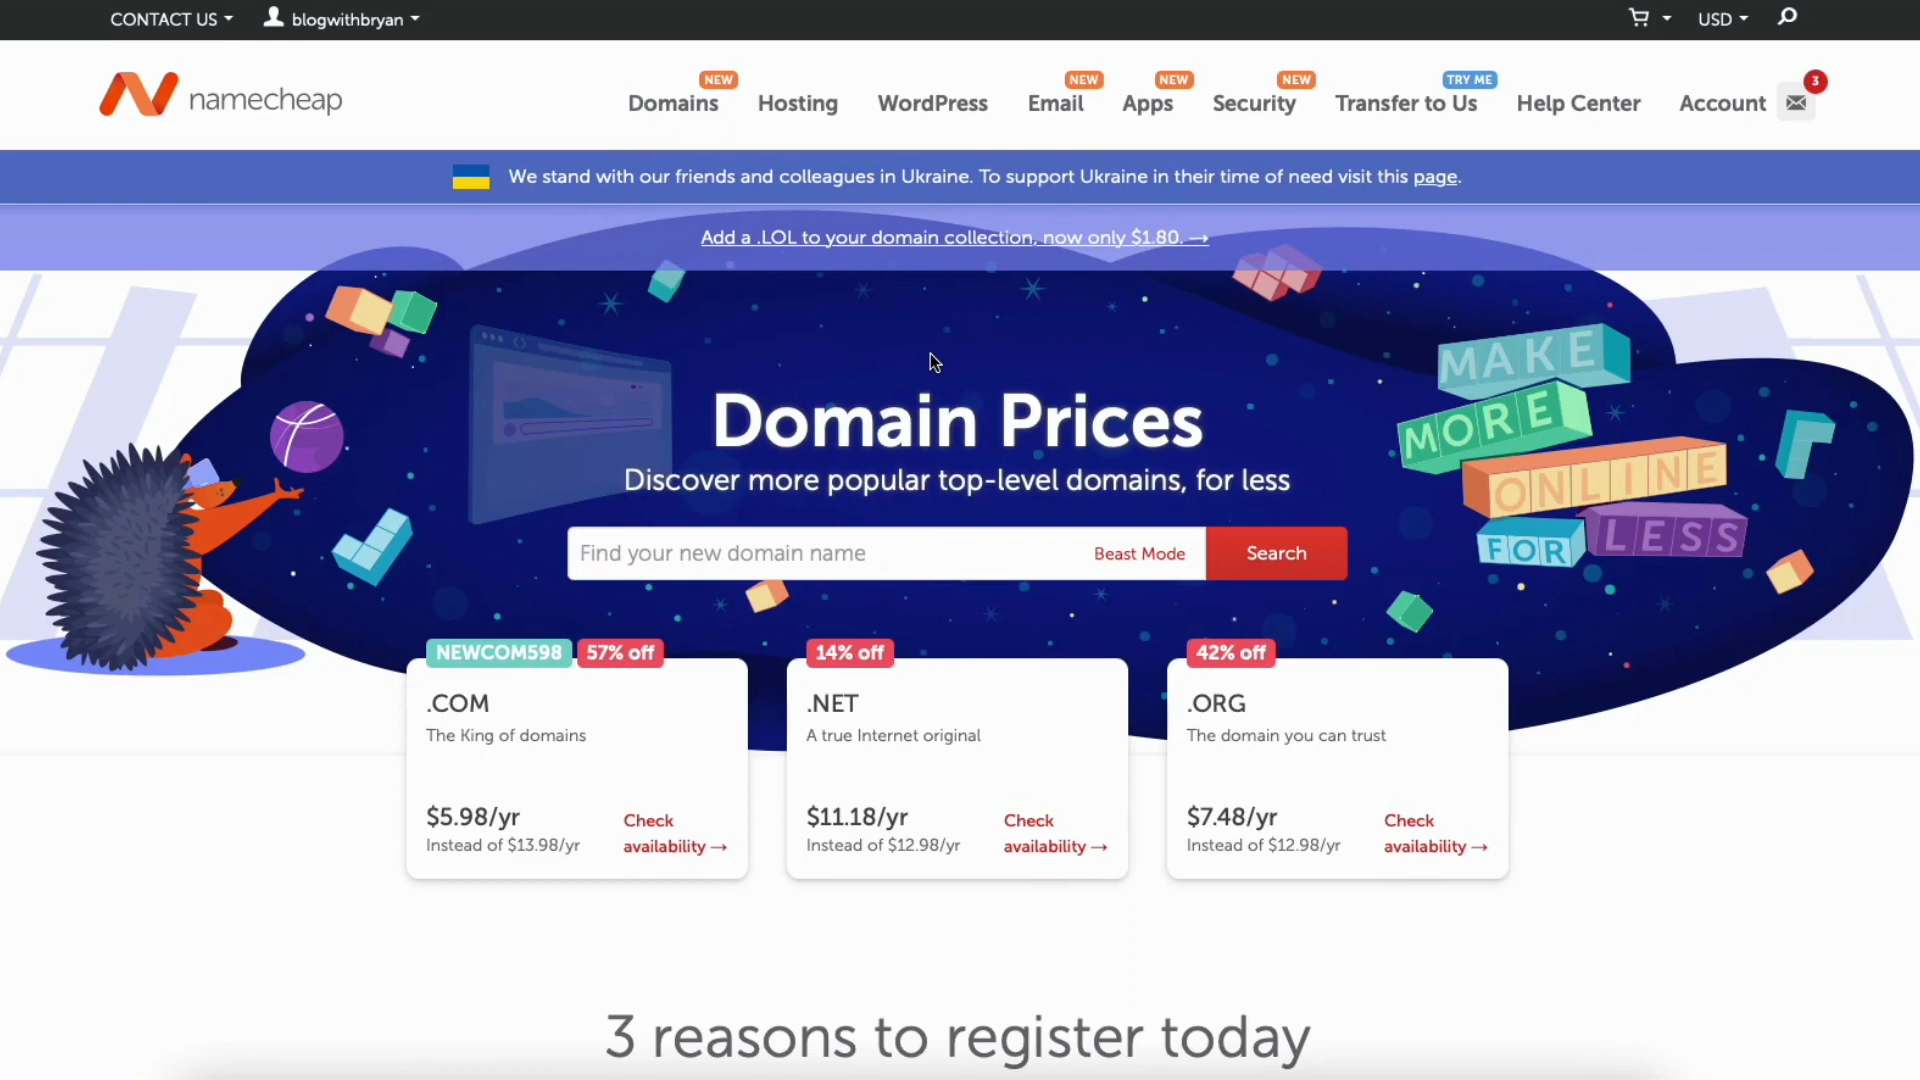 CONTACT US
blogwithbryan
USD
namecheap
NEW
NEW
NEW
NEW
TRY ME
3
Domains
Hosting
WordPress
Email
Apps
Security
Transfer to Us
Help Center
Account
We stand with our friends and colleagues in Ukraine. To support Ukraine in their time of need visit this page.
Add a .LOL to your domain collection, now only $1.80. →
MAKE
MORE
ONLINE
FOR LESS
Domain Prices
Discover more popular top-level domains, for less
Find your new domain name
Beast Mode
Search
NEWCOM598
57% off
.COM
The King of domains
$5.98/yr
Instead of $13.98/yr
Check
availability →
14% off
.NET
A true Internet original
$11.18/yr
Instead of $12.98/yr
Check
availability →
42% off
.ORG
The domain you can trust
$7.48/yr
Instead of $12.98/yr
Check
availability →
3 reasons to register today